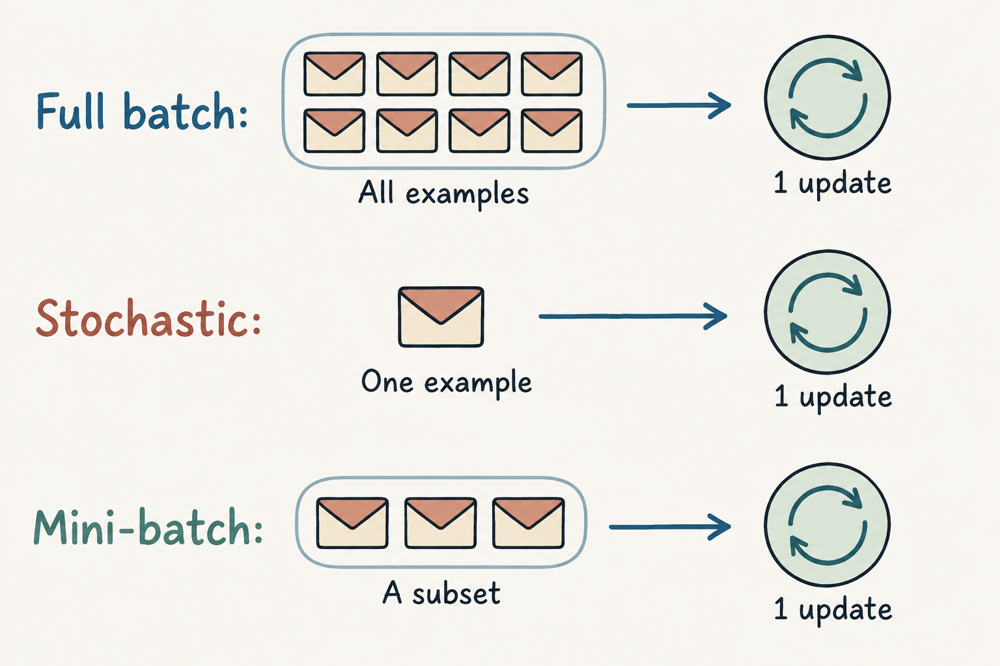 Full batch:
All examples
1 update
Stochastic:
One example
1 update
Mini-batch:
A subset
1 update